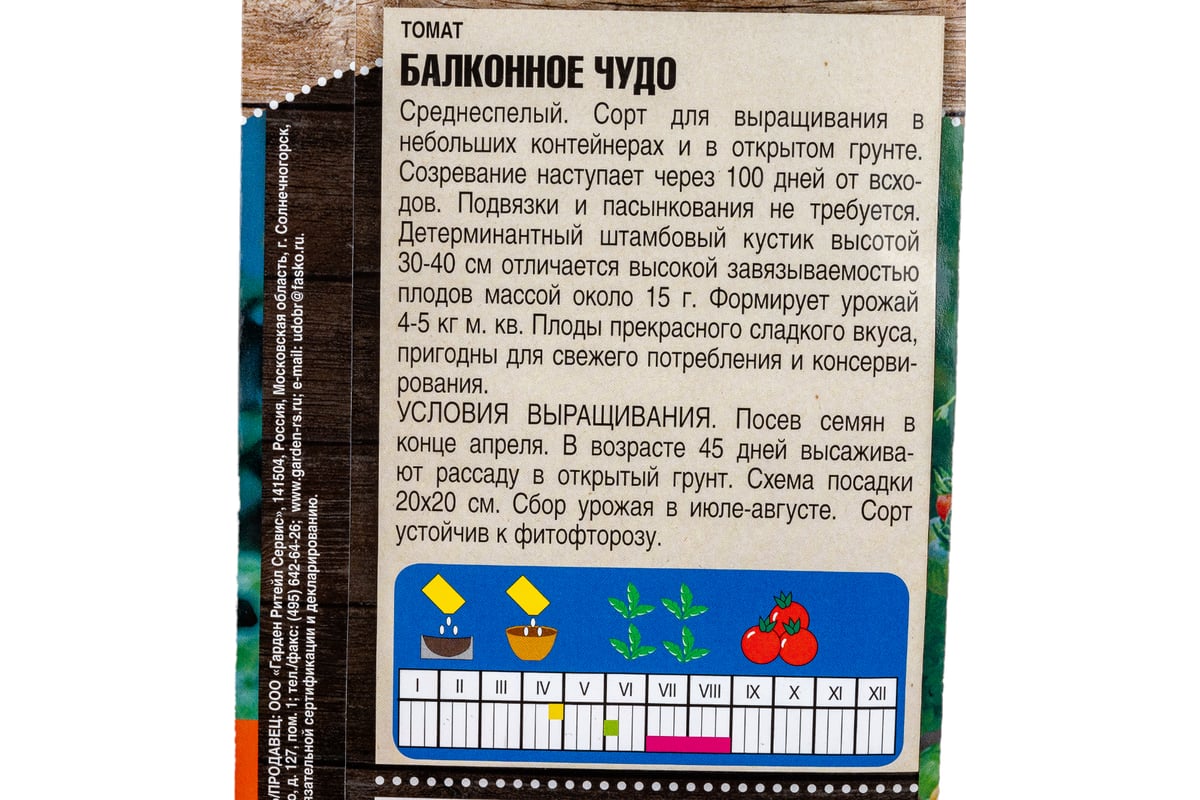 ТОМАТ
БАЛКОННОЕ ЧУДО
Среднеспелый. Сорт для выращивания в
небольших контейнерах и в открытом грунте.
Созревание наступает через 100 дней от всхо-
дов. Подвязки и пасынкования не требуется.
Детерминантный штамбовый кустик высотой
30-40 см отличается высокой завязываемостью
плодов массой около 15 г. Формирует урожай
4-5 кг м. кв. Плоды прекрасного сладкого вкуса,
пригодны для свежего потребления и консерви-
рования.
УСЛОВИЯ ВЫРАЩИВАНИЯ. Посев семян в
конце апреля. В возрасте 45 дней высажива-
ют рассаду в открытый грунт. Схема посадки
20х20 см. Сбор урожая в июле-августе. Сорт
устойчив к фитофторозу.
I II III IV V VI VII VIII IX X XI XII
/ПРОДАВЕЦ: ООО «Гарден Ритейл Сервис», 141504, Россия, Московская область, г. Солнечногорск,
д. 127, пом. 1; тел./факс: (495) 642-64-26; www.garden-rs.ru; e-mail: udobr@fasko.ru.
сертификации и декларированию.